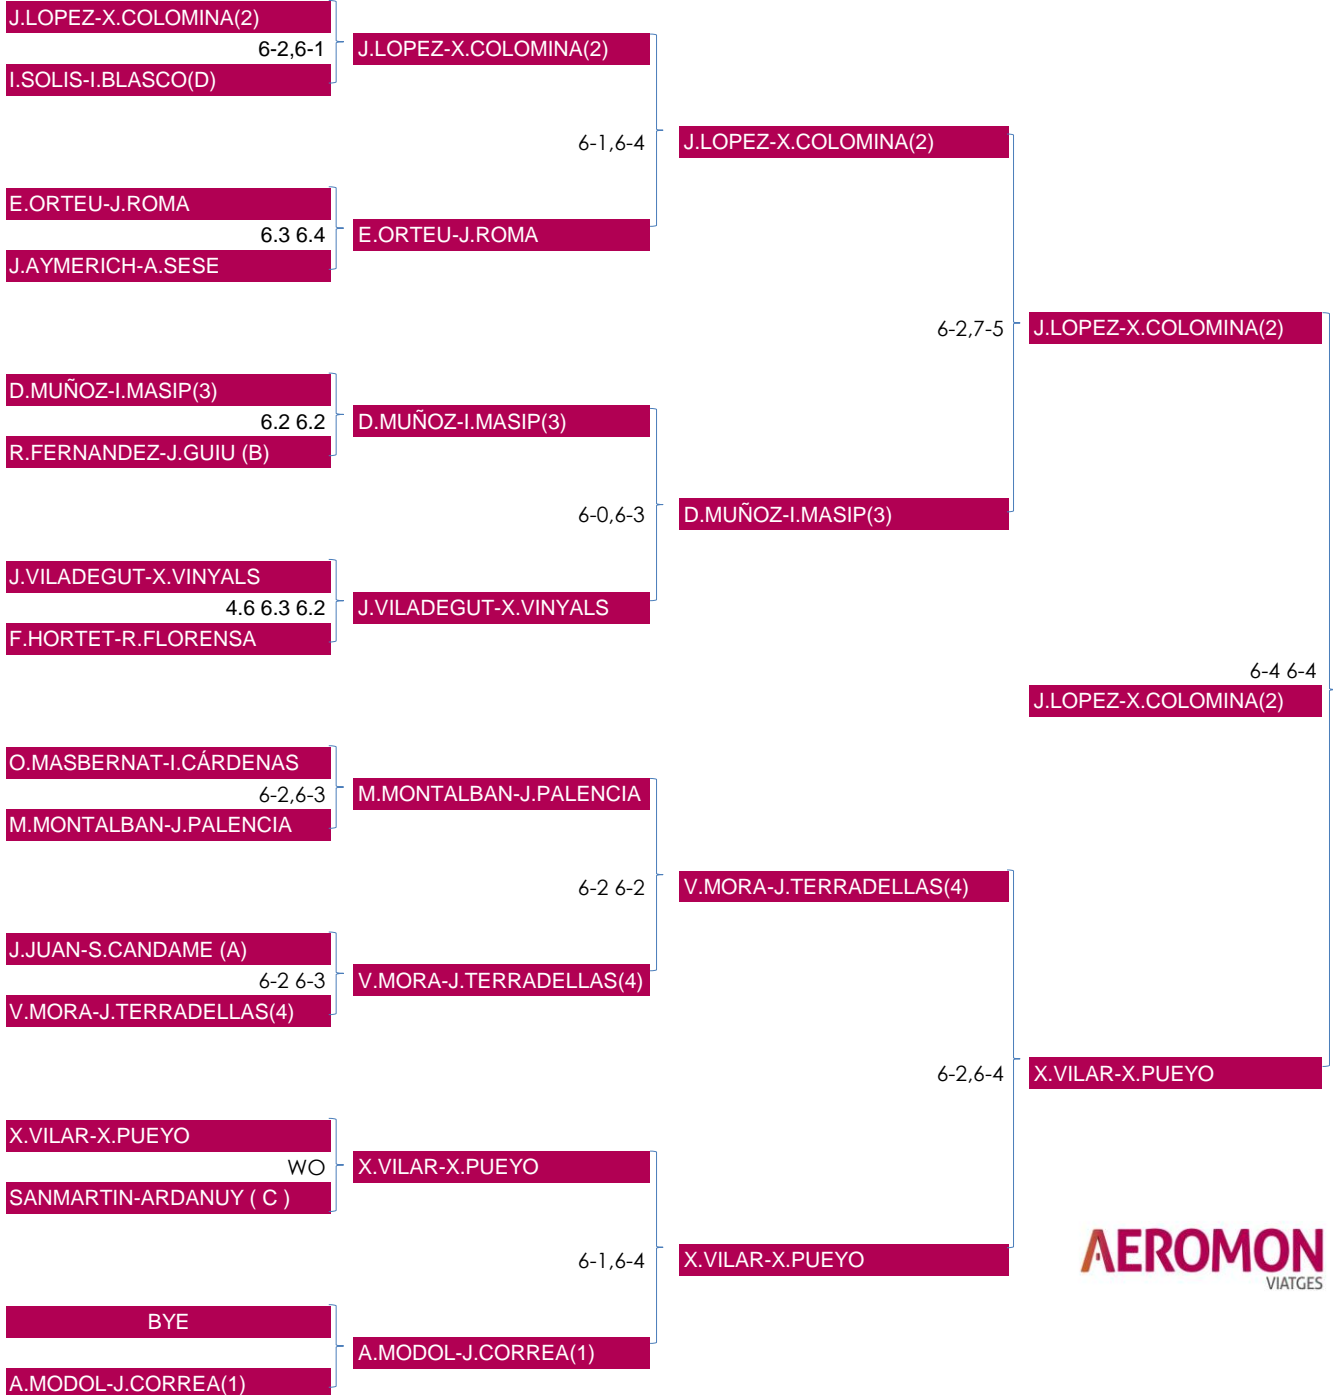 J.LOPEZ-X.COLOMINA(2)
6-2,6-1
J.LOPEZ-X.COLOMINA(2)
I.SOLIS-I.BLASCO(D)
6-1,6-4
J.LOPEZ-X.COLOMINA(2)
E.ORTEU-J.ROMA
6.3 6.4
E.ORTEU-J.ROMA
J.AYMERICH-A.SESE
6-2,7-5
J.LOPEZ-X.COLOMINA(2)
D.MUÑOZ-I.MASIP(3)
6.2 6.2
D.MUÑOZ-I.MASIP(3)
R.FERNANDEZ-J.GUIU (B)
6-0,6-3
D.MUÑOZ-I.MASIP(3)
J.VILADEGUT-X.VINYALS
4.6 6.3 6.2
J.VILADEGUT-X.VINYALS
F.HORTET-R.FLORENSA
6-4 6-4
J.LOPEZ-X.COLOMINA(2)
O.MASBERNAT-I.CÁRDENAS
6-2,6-3
M.MONTALBAN-J.PALENCIA
M.MONTALBAN-J.PALENCIA
6-2 6-2
V.MORA-J.TERRADELLAS(4)
J.JUAN-S.CANDAME (A)
6-2 6-3
V.MORA-J.TERRADELLAS(4)
V.MORA-J.TERRADELLAS(4)
6-2,6-4
X.VILAR-X.PUEYO
X.VILAR-X.PUEYO
WO
X.VILAR-X.PUEYO
SANMARTIN-ARDANUY ( C )
6-1,6-4
X.VILAR-X.PUEYO
AEROMON
VIATGES
BYE
A.MODOL-J.CORREA(1)
A.MODOL-J.CORREA(1)